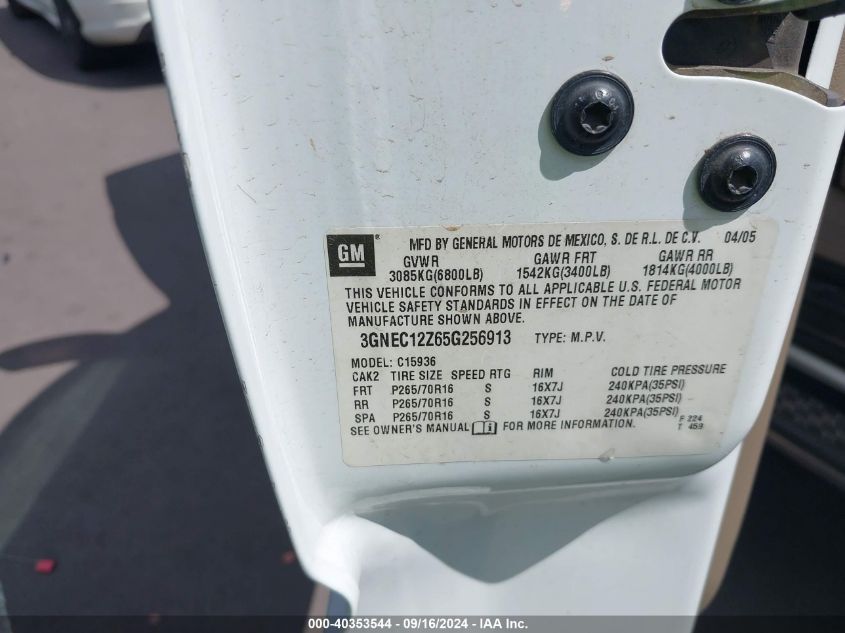 GM ® MFD BY GENERAL MOTORS DE MEXICO, S. DE R.L. DE C.V. 04/05
GVWR GAWR FRT GAWR RR
3085KG(6800LB) 1542KG(3400LB) 1814KG(4000LB)
THIS VEHICLE CONFORMS TO ALL APPLICABLE U.S. FEDERAL MOTOR
VEHICLE SAFETY STANDARDS IN EFFECT ON THE DATE OF
MANUFACTURE SHOWN ABOVE.
3GNEC12Z65G256913 TYPE: M.P.V.
MODEL: C15936
CAK2 TIRE SIZE SPEED RTG RIM COLD TIRE PRESSURE
FRT P265/70R16 S 16X7J 240KPA(35PSI)
RR P265/70R16 S 16X7J 240KPA(35PSI)
SPA P265/70R16 S 16X7J 240KPA(35PSI) F 224
SEE OWNER'S MANUAL FOR MORE INFORMATION. T 459
000-40353544 - 09/16/2024 - IAAI.COM